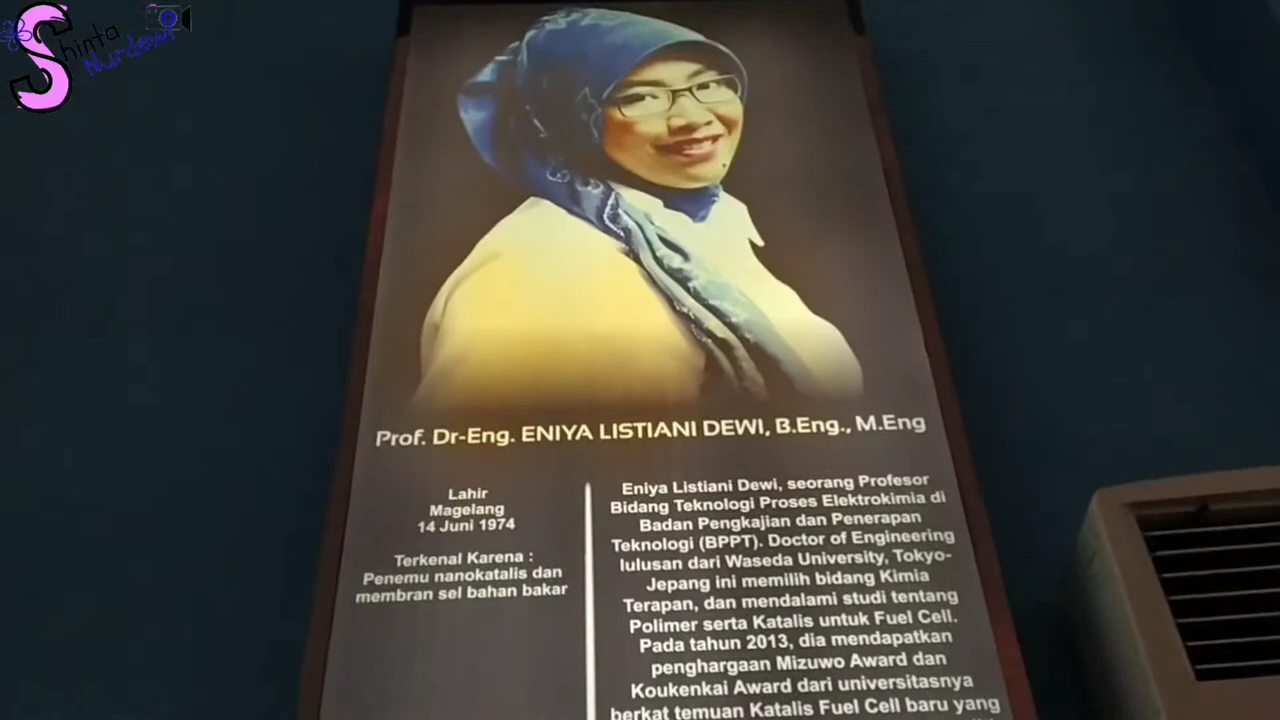 Shinta
Nurdewi
Prof. Dr-Eng. ENIYA LISTIANI DEWI, B.Eng., M.Eng
Lahir
Magelang
14 Juni 1974
Terkenal Karena :
Penemu nanokatalis dan
membran sel bahan bakar
Eniya Listiani Dewi, seorang Profesor
Bidang Teknologi Proses Elektrokimia di
Badan Pengkajian dan Penerapan
Teknologi (BPPT). Doctor of Engineering
lulusan dari Waseda University, Tokyo-
Jepang ini memilih bidang Kimia
Terapan, dan mendalami studi tentang
Polimer serta Katalis untuk Fuel Cell.
Pada tahun 2013, dia mendapatkan
penghargaan Mizuwo Award dan
Koukenkai Award dari universitasnya
berkat temuan Katalis Fuel Cell baru yang